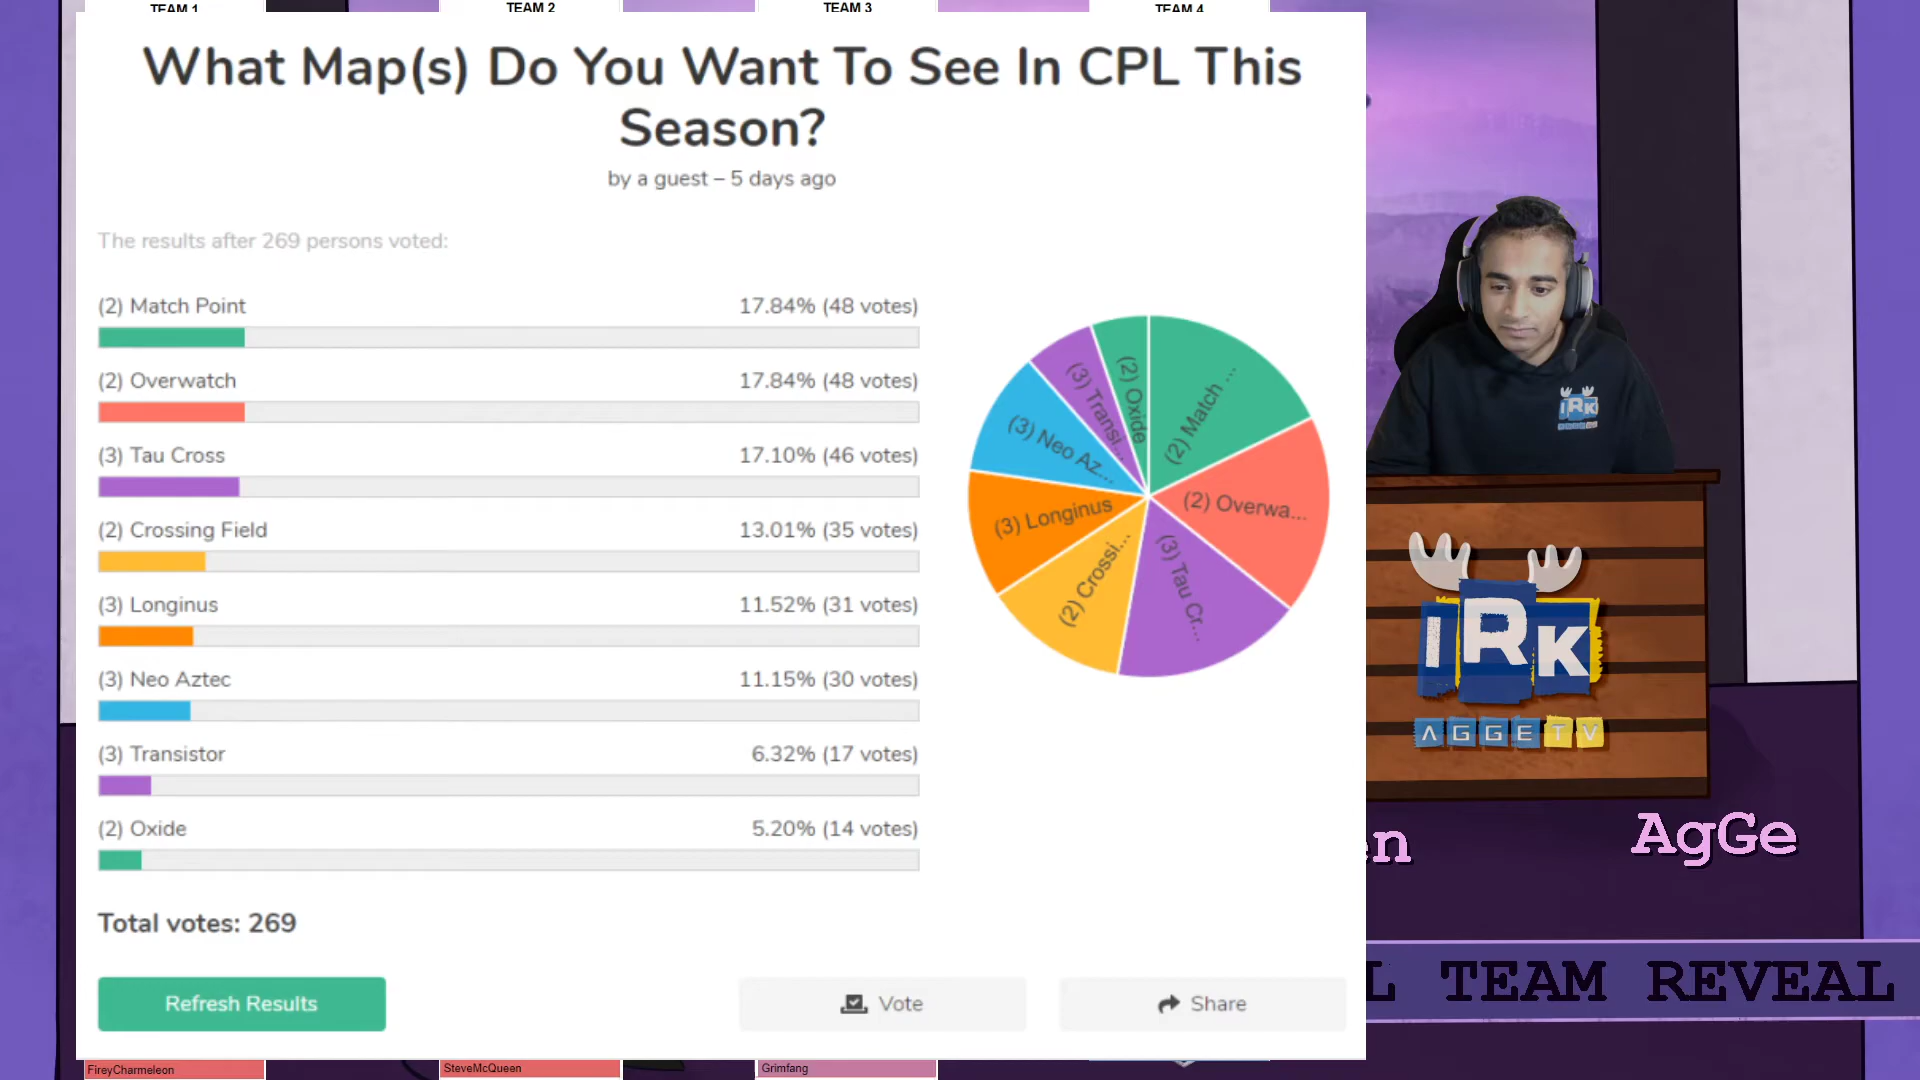 TEAM 1
TEAM 2
TEAM 3
TEAM 4
What Map(s) Do You Want To See In CPL This
Season?
by a guest – 5 days ago
The results after 269 persons voted:
(2) Match Point 17.84% (48 votes)
(2) Overwatch 17.84% (48 votes)
(3) Tau Cross 17.10% (46 votes)
(2) Crossing Field 13.01% (35 votes)
(3) Longinus 11.52% (31 votes)
(3) Neo Aztec 11.15% (30 votes)
(3) Transistor 6.32% (17 votes)
(2) Oxide 5.20% (14 votes)
(2) Match ...
(2) Overwa...
(3) Tau Cr...
(2) Crossi...
(3) Longinus
(3) Neo Az...
(3) Transi...
(2) Oxide
Total votes: 269
Refresh Results
Vote
Share
FireyCharmeleon
SteveMcQueen
Grimfang
IRK
IRK
AGGETV
en
AgGe
L TEAM REVEAL